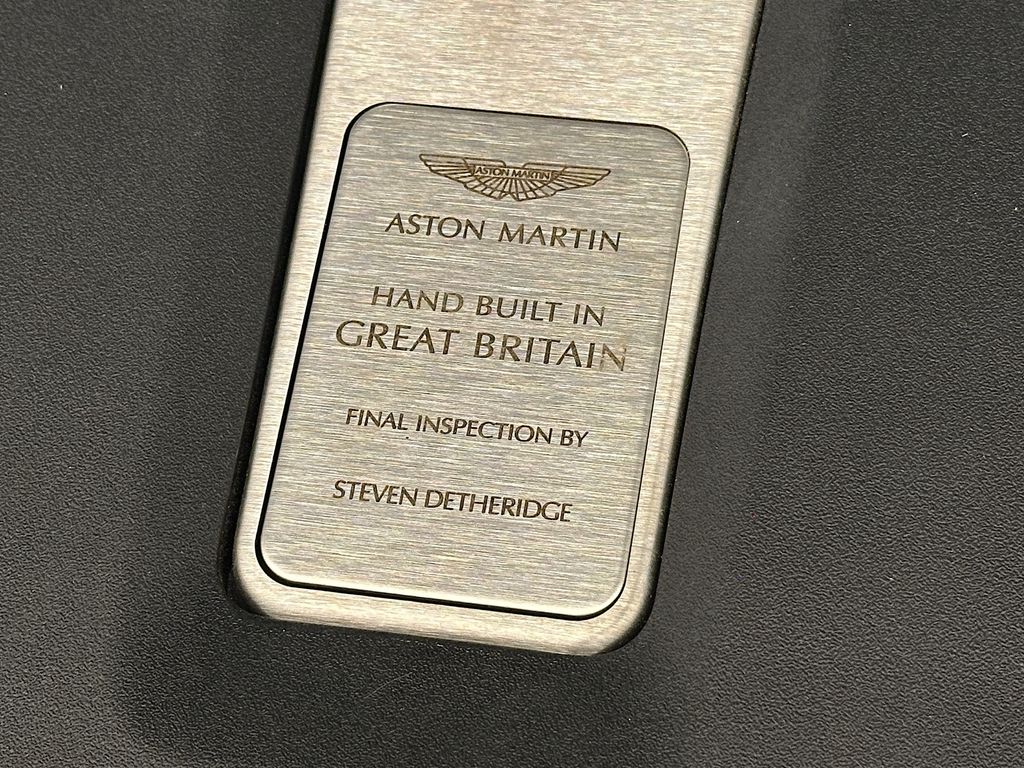 ASTON MARTIN
ASTON MARTIN
HAND BUILT IN
GREAT BRITAIN
FINAL INSPECTION BY
STEVEN DETHERIDGE